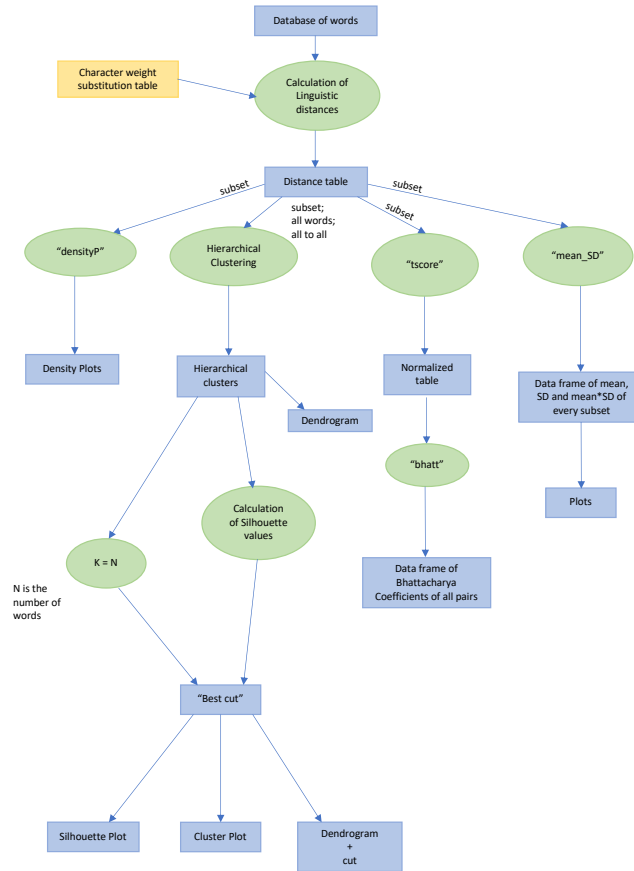 Database of words
Character weight
substitution table
Calculation of
Linguistic
distances
Distance table
subset
subset;
all words;
all to all
subset
subset
“densityP”
Hierarchical
Clustering
“tscore”
“mean_SD”
Density Plots
Hierarchical
clusters
Normalized
table
Data frame of mean,
SD and mean*SD of
every subset
Dendrogram
“bhatt”
Plots
Calculation
of Silhouette
values
K = N
N is the
number of
words
Data frame of
Bhattacharya
Coefficients of all pairs
“Best cut”
Silhouette Plot
Cluster Plot
Dendrogram
+
cut